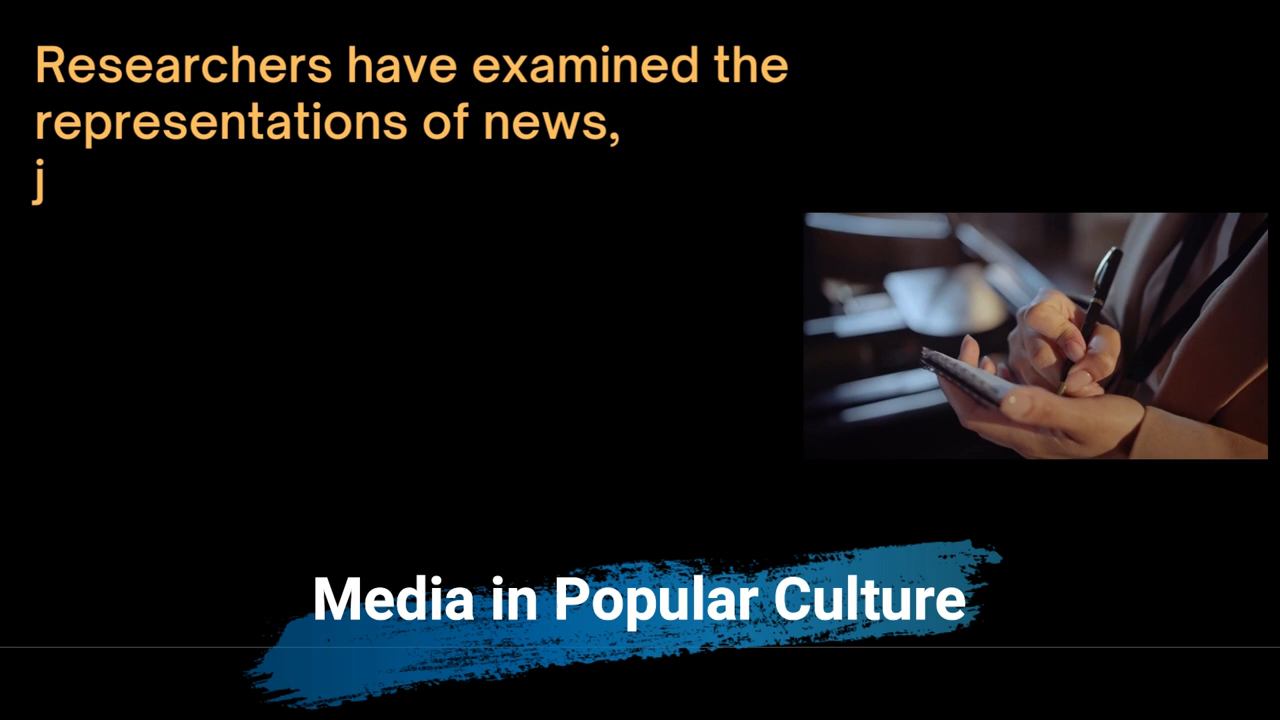 Researchers have examined the
representations of news,
j
Media in Popular Culture